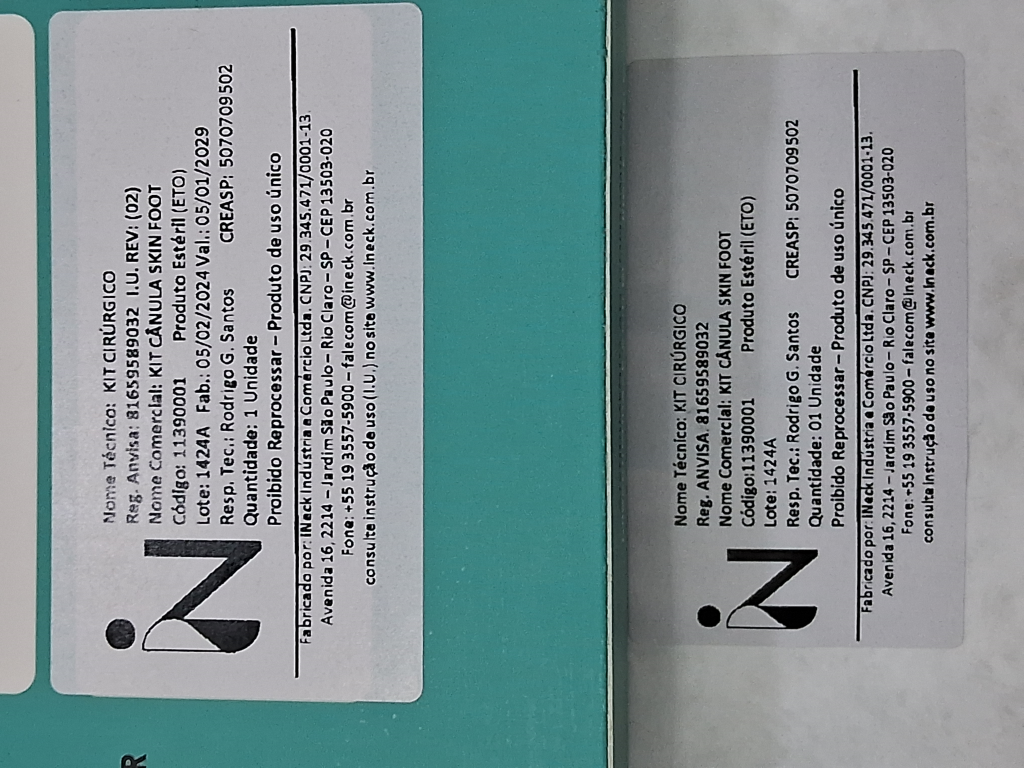 Nome Técnico: KIT CIRÚRGICO
Reg. Anvisa: 81659589032 I.U. REV: (02)
Nome Comercial: KIT CÂNULA SKIN FOOT
Código: 11390001 Produto Estéril (ETO)
Lote: 1424A Fab.: 05/02/2024 Val.: 05/01/2029
Resp. Tec.: Rodrigo G. Santos CREASP: 5070709502
Quantidade: 1 Unidade
Proibido Reprocessar – Produto de uso único
iN
Fabricado por: INeck Indústria e Comércio Ltda. CNPJ: 29.345.471/0001-13.
Avenida 16, 2214 – Jardim São Paulo – Rio Claro – SP – CEP 13503-020
Fone: +55 19 3557-5900 – falecom@ineck.com.br
consulte instrução de uso (I.U.) no site www.ineck.com.br
R
Nome Técnico: KIT CIRÚRGICO
Reg. ANVISA. 81659589032
Nome Comercial: KIT CÂNULA SKIN FOOT
Código:11390001 Produto Estéril (ETO)
Lote: 1424A
Resp. Tec.: Rodrigo G. Santos CREASP: 5070709502
Quantidade: 01 Unidade
Proibido Reprocessar – Produto de uso único
iN
Fabricado por: INeck Indústria e Comércio Ltda. CNPJ: 29.345.471/0001-13.
Avenida 16, 2214 – Jardim São Paulo – Rio Claro – SP – CEP 13503-020
Fone: +55 19 3557-5900 – falecom@ineck.com.br
consulte instrução de uso no site www.ineck.com.br